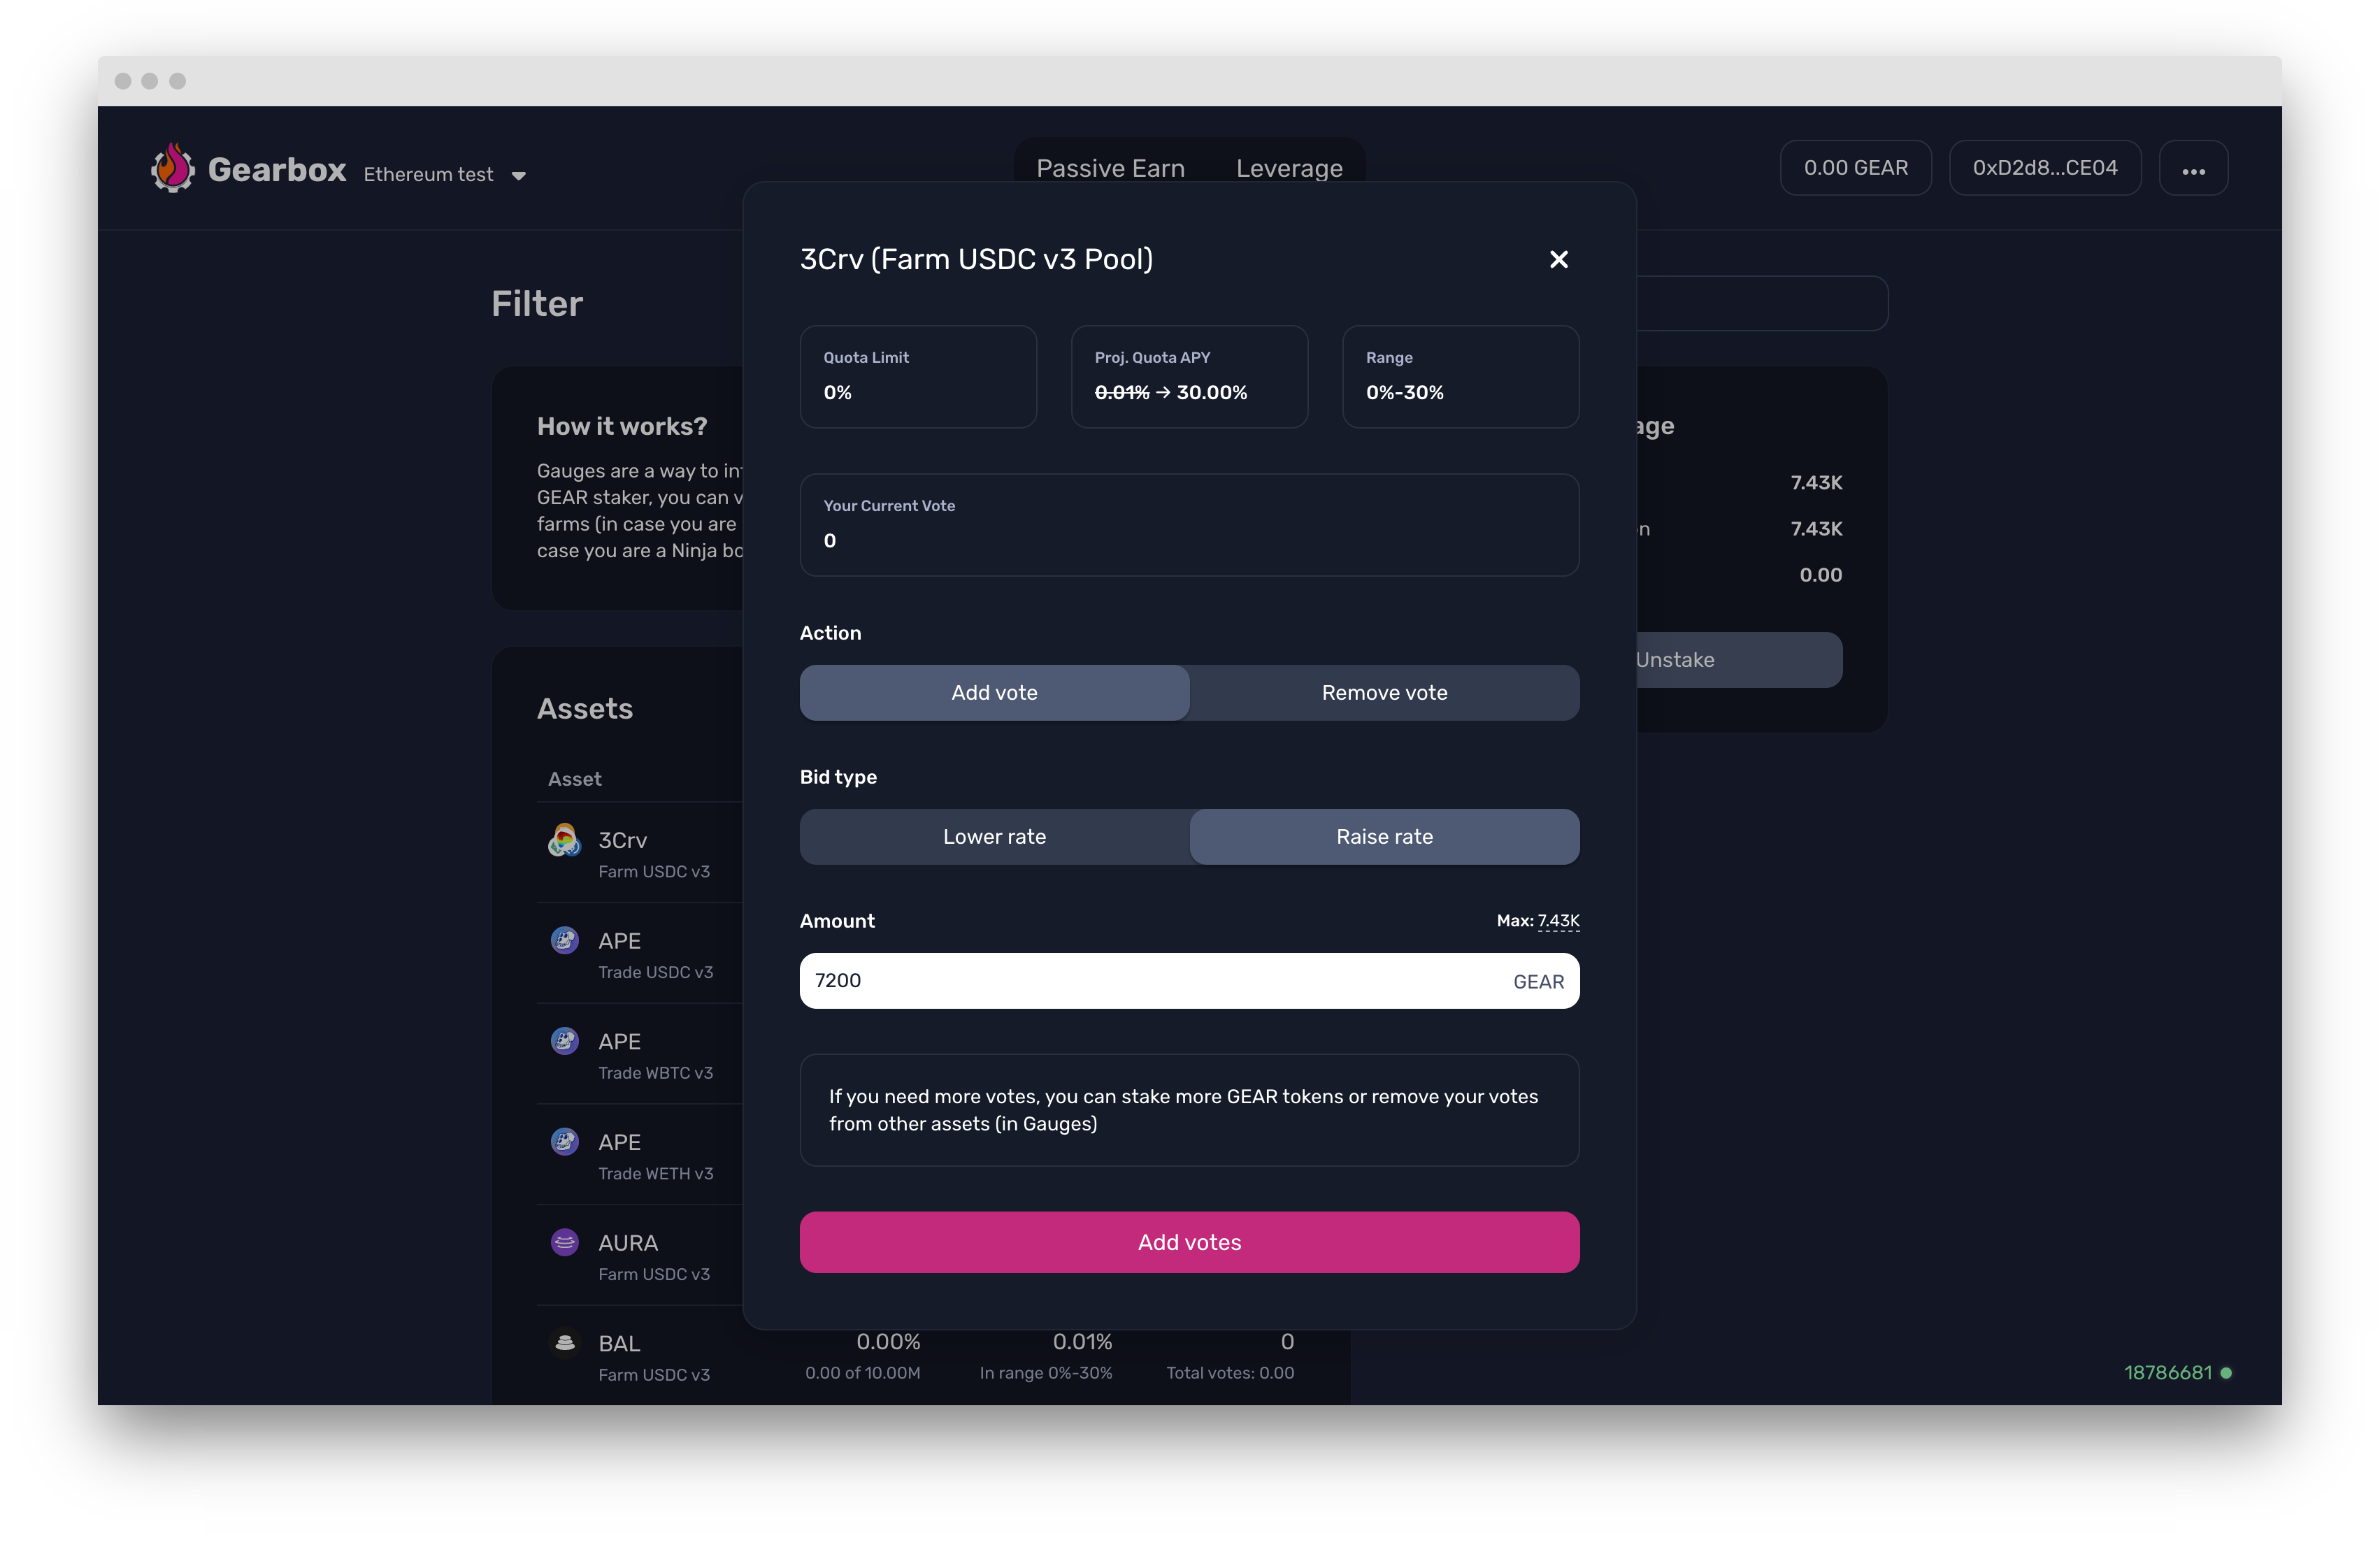 Gearbox Ethereum test
Passive Earn Leverage
0.00 GEAR 0xD2d8...CE04 ...
Filter
How it works?
Gauges are a way to
GEAR staker, you can
farms (in case you are
case you are a Ninja
Assets
Asset
3Crv
Farm USDC v3
APE
Trade USDC v3
APE
Trade WBTC v3
APE
Trade WETH v3
AURA
Farm USDC v3
BAL 0.00% 0.01% 0
Farm USDC v3 0.00 of 10.00M In range 0%-30% Total votes: 0.00
3Crv (Farm USDC v3 Pool)
Quota Limit
0%
Proj. Quota APY
0.01% → 30.00%
Range
0%-30%
Your Current Vote
0
Action
Add vote Remove vote
Bid type
Lower rate Raise rate
Amount Max: 7.43K
7200 GEAR
If you need more votes, you can stake more GEAR tokens or remove your votes
from other assets (in Gauges)
Add votes
7.43K
7.43K
0.00
Unstake
18786681